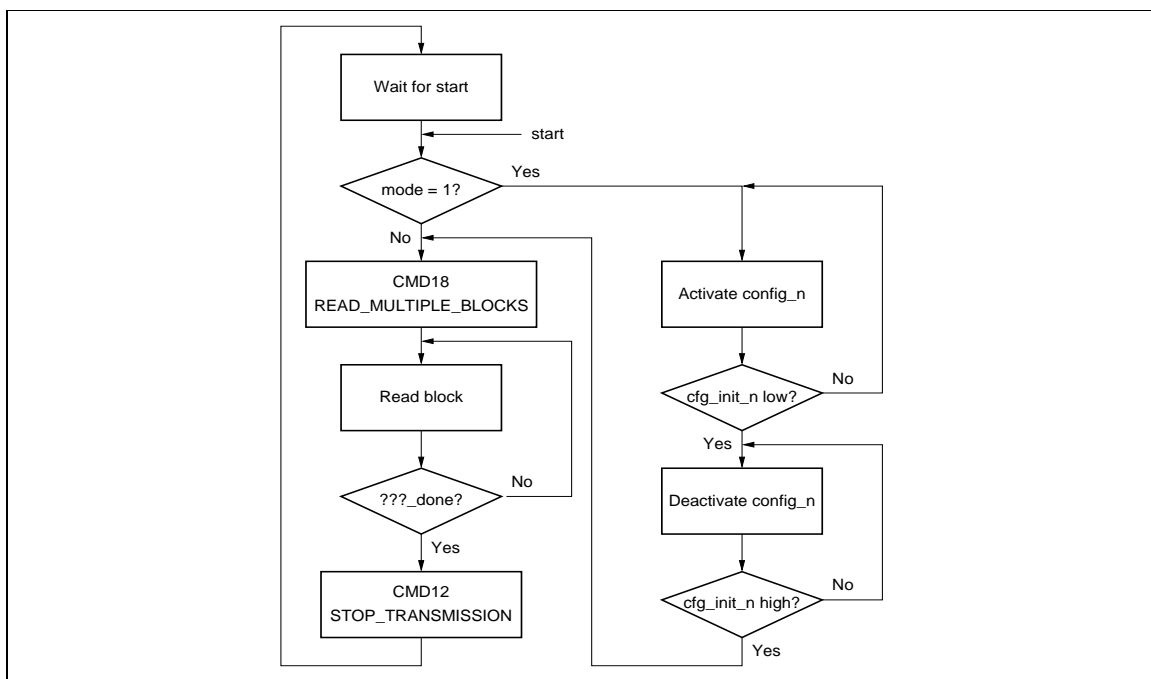 Wait for start
start
mode = 1?
Yes
No
CMD18
READ_MULTIPLE_BLOCKS
Read block
???_done?
No
Yes
CMD12
STOP_TRANSMISSION
Activate config_n
cfg_init_n low?
No
Yes
Deactivate config_n
cfg_init_n high?
No
Yes